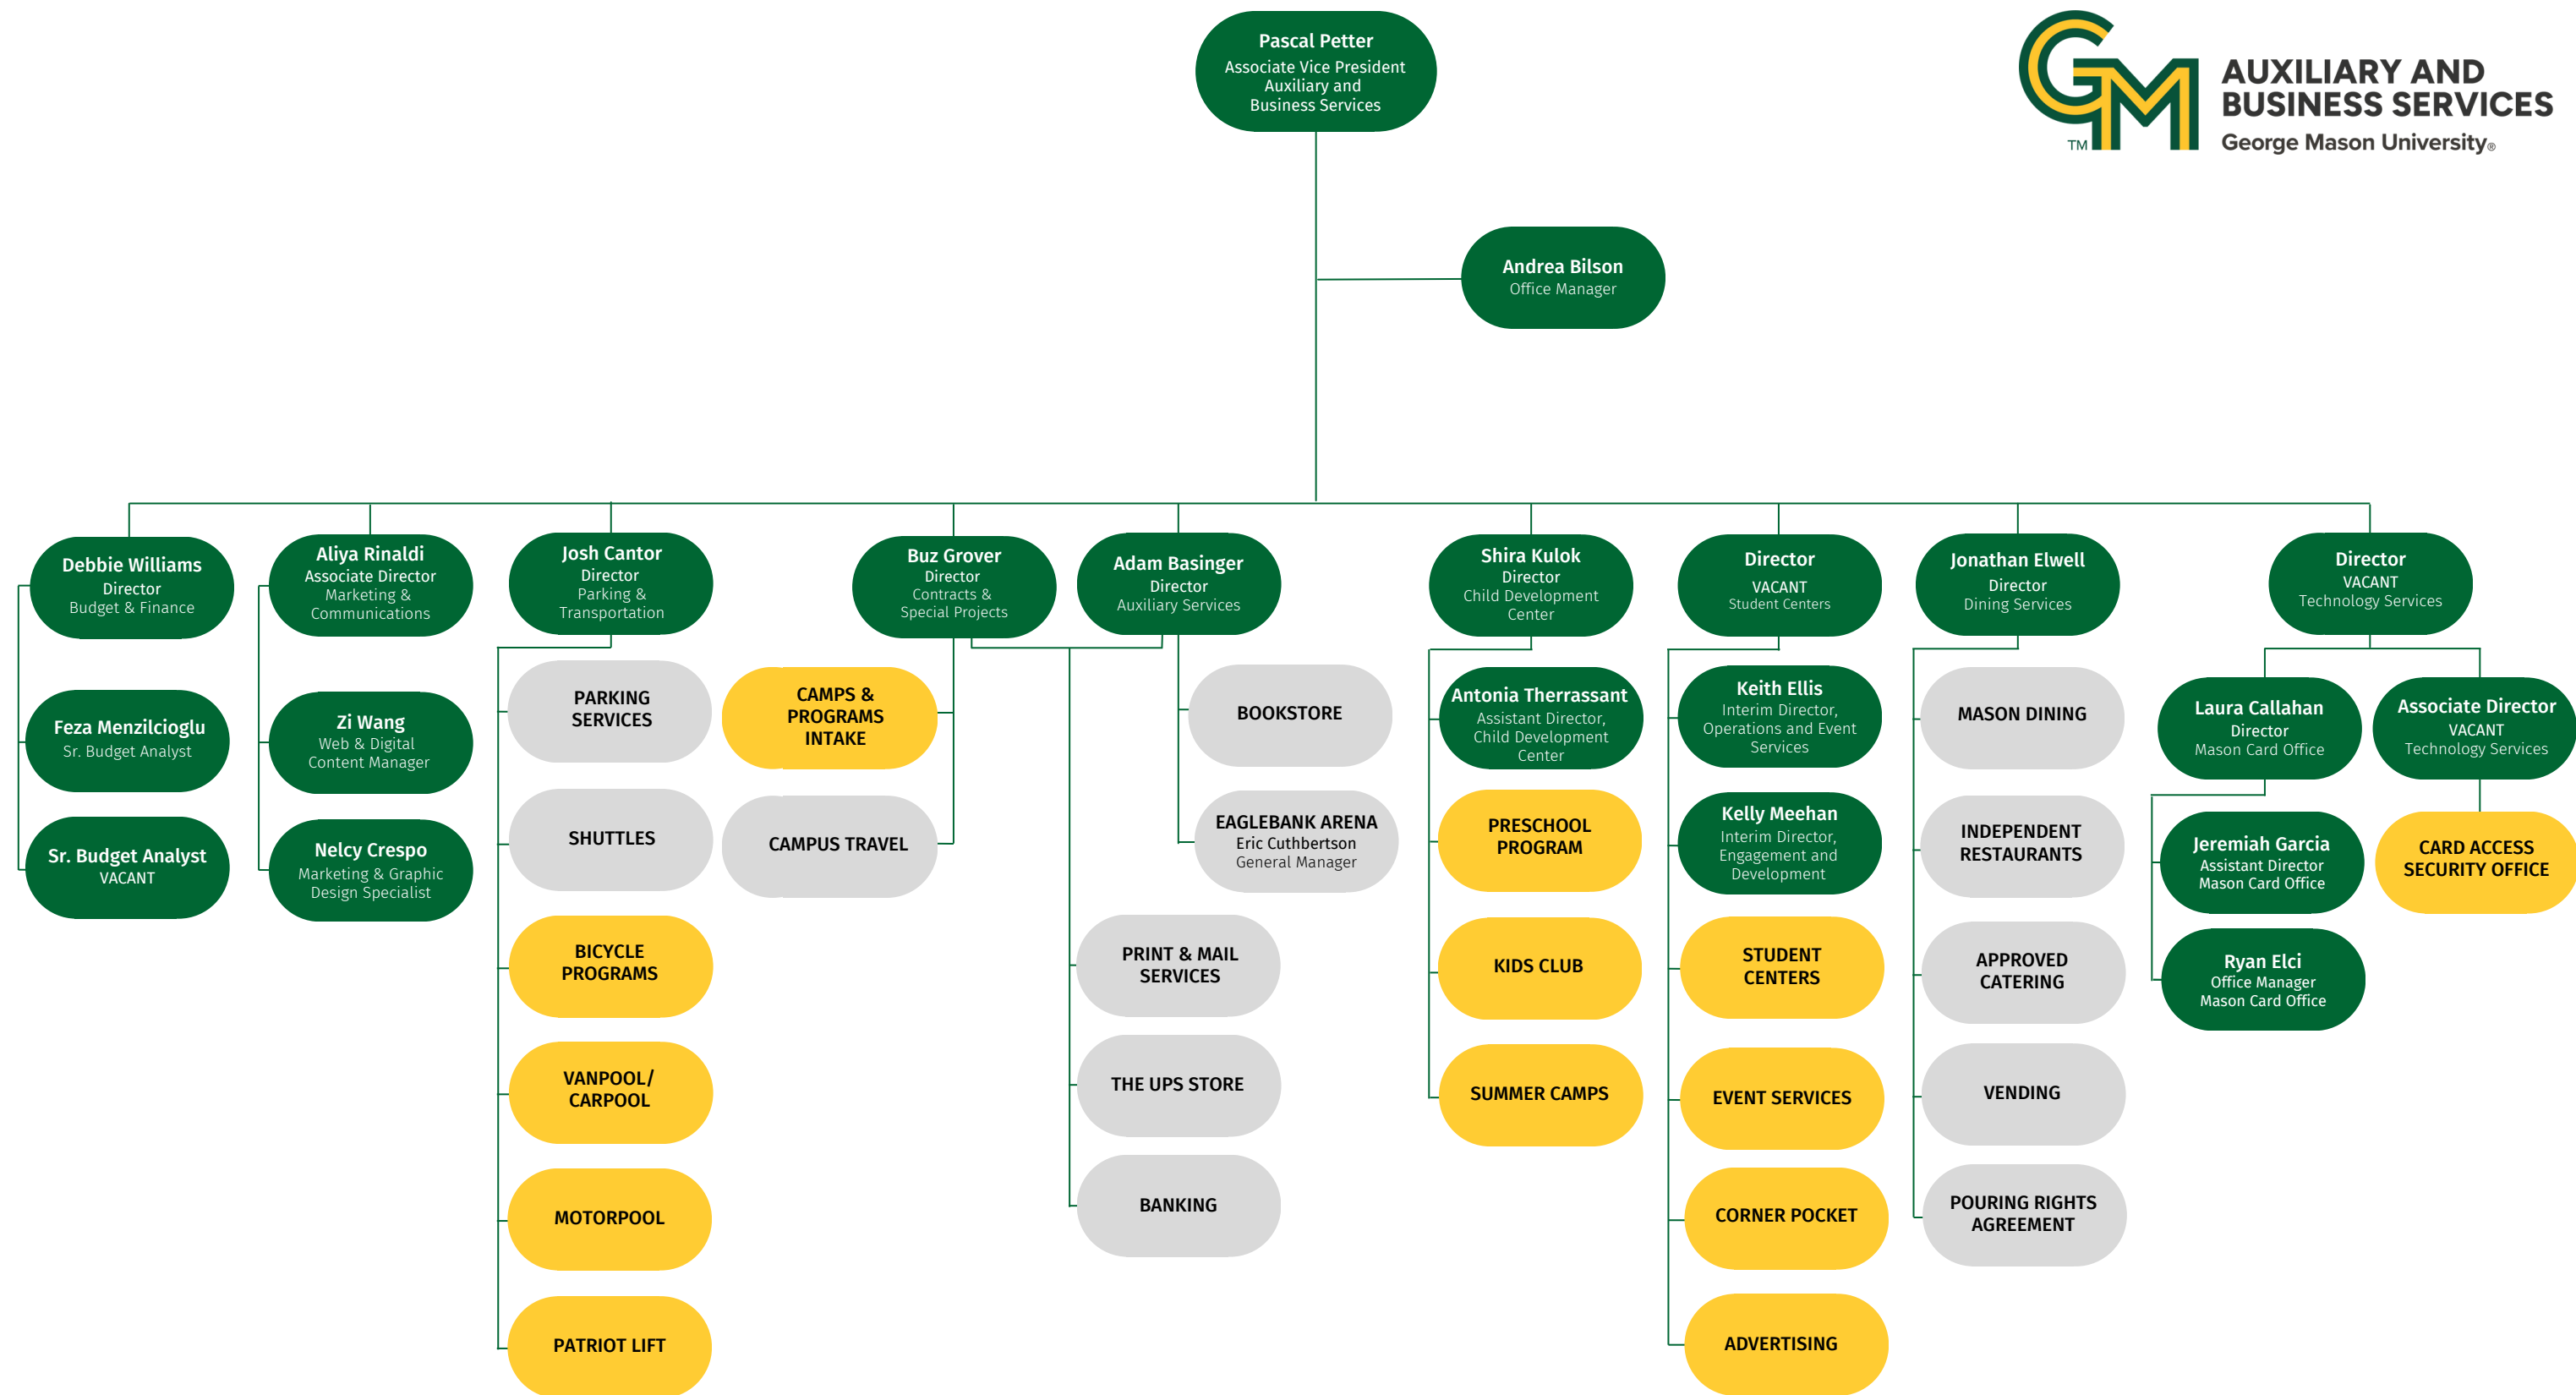 Pascal Petter
Associate Vice President
Auxiliary and
Business Services
GM
TM
AUXILIARY AND
BUSINESS SERVICES
George Mason University®
Andrea Bilson
Office Manager
Debbie Williams
Director
Budget & Finance
Feza Menzilcioglu
Sr. Budget Analyst
Sr. Budget Analyst
VACANT
Aliya Rinaldi
Associate Director
Marketing &
Communications
Zi Wang
Web & Digital
Content Manager
Nelcy Crespo
Marketing & Graphic
Design Specialist
Josh Cantor
Director
Parking &
Transportation
PARKING
SERVICES
SHUTTLES
BICYCLE
PROGRAMS
VANPOOL/
CARPOOL
MOTORPOOL
PATRIOT LIFT
Buz Grover
Director
Contracts &
Special Projects
CAMPS &
PROGRAMS
INTAKE
CAMPUS TRAVEL
Adam Basinger
Director
Auxiliary Services
BOOKSTORE
EAGLEBANK ARENA
Eric Cuthbertson
General Manager
PRINT & MAIL
SERVICES
THE UPS STORE
BANKING
Shira Kulok
Director
Child Development
Center
Antonia Therrassant
Assistant Director,
Child Development
Center
PRESCHOOL
PROGRAM
KIDS CLUB
SUMMER CAMPS
Director
VACANT
Student Centers
Keith Ellis
Interim Director,
Operations and Event
Services
Kelly Meehan
Interim Director,
Engagement and
Development
STUDENT
CENTERS
EVENT SERVICES
CORNER POCKET
ADVERTISING
Jonathan Elwell
Director
Dining Services
MASON DINING
INDEPENDENT
RESTAURANTS
APPROVED
CATERING
VENDING
POURING RIGHTS
AGREEMENT
Director
VACANT
Technology Services
Laura Callahan
Director
Mason Card Office
Jeremiah Garcia
Assistant Director
Mason Card Office
Ryan Elci
Office Manager
Mason Card Office
Associate Director
VACANT
Technology Services
CARD ACCESS
SECURITY OFFICE